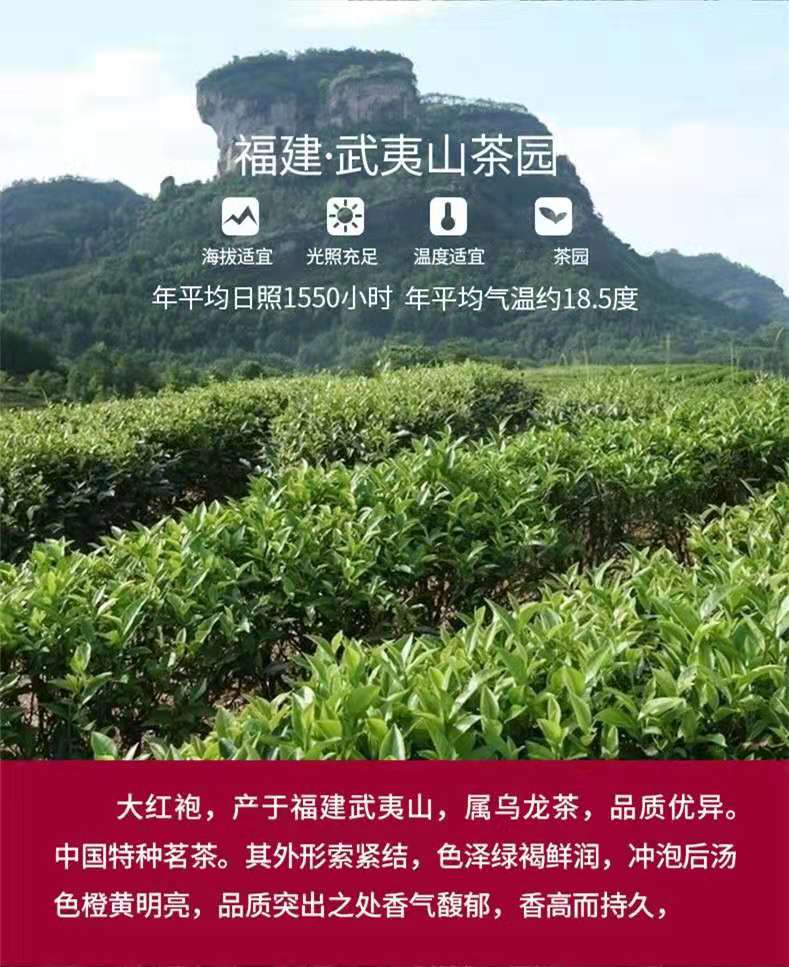 福建·武夷山茶园
海拔适宜 光照充足 温度适宜 茶园
年平均日照1550小时 年平均气温约18.5度
大红袍，产于福建武夷山，属乌龙茶，品质优异。
中国特种茗茶。其外形索紧结，色泽绿褐鲜润，冲泡后汤
色橙黄明亮，品质突出之处香气馥郁，香高而持久，